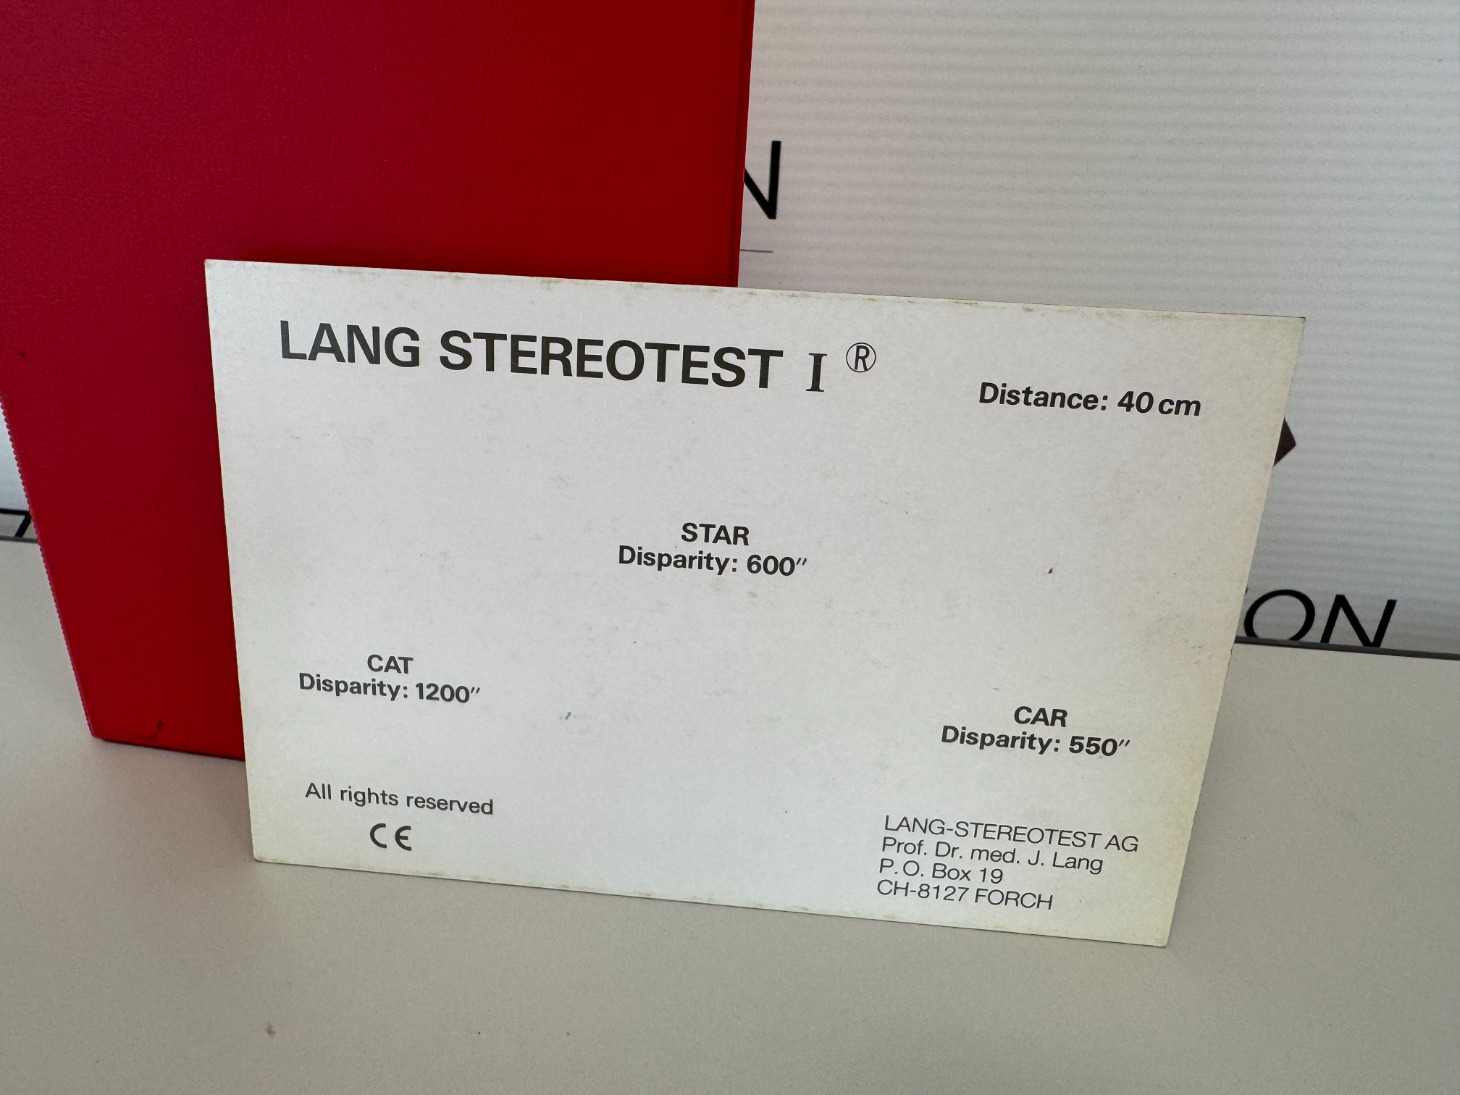 LANG STEREOTEST I ®
Distance: 40 cm
STAR
Disparity: 600″
CAT
Disparity: 1200″
CAR
Disparity: 550″
All rights reserved
CE
LANG-STEREOTEST AG
Prof. Dr. med. J. Lang
P.O. Box 19
CH-8127 FORCH